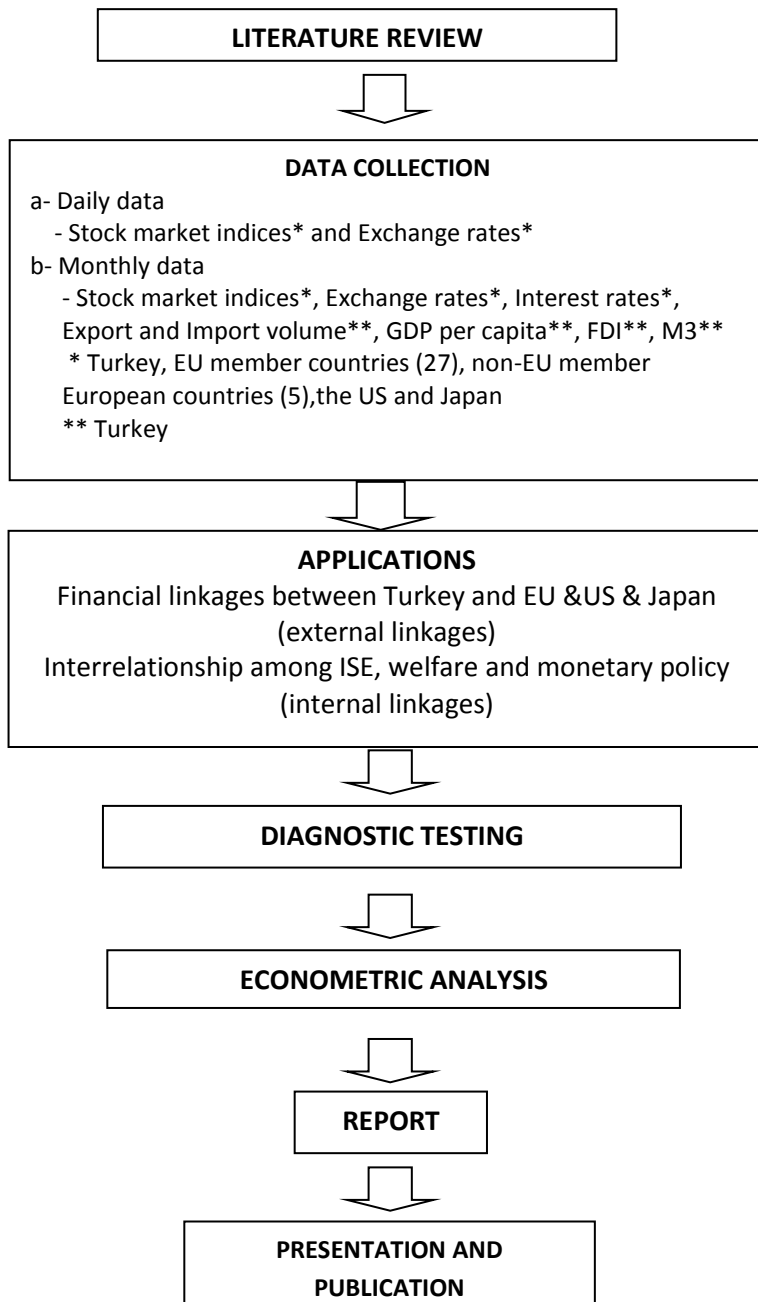 LITERATURE REVIEW
DATA COLLECTION
a- Daily data
- Stock market indices* and Exchange rates*
b- Monthly data
- Stock market indices*, Exchange rates*, Interest rates*,
Export and Import volume**, GDP per capita**, FDI**, M3**
* Turkey, EU member countries (27), non-EU member
European countries (5),the US and Japan
** Turkey
APPLICATIONS
Financial linkages between Turkey and EU &US & Japan
(external linkages)
Interrelationship among ISE, welfare and monetary policy
(internal linkages)
DIAGNOSTIC TESTING
ECONOMETRIC ANALYSIS
REPORT
PRESENTATION AND
PUBLICATION